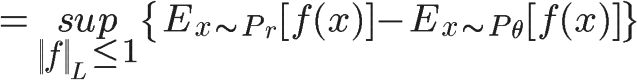 = sup { E_{x∼P_r}[f(x)] − E_{x∼P_θ}[f(x)]}
‖f‖_L ≤ 1